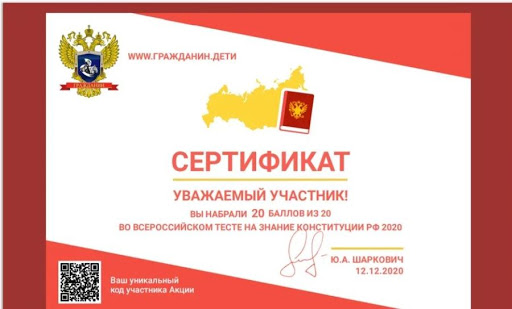 WWW.ГРАЖДАНИН.ДЕТИ
ГРАЖДАНИН
СЕРТИФИКАТ
УВАЖАЕМЫЙ УЧАСТНИК!
ВЫ НАБРАЛИ 20 БАЛЛОВ ИЗ 20
ВО ВСЕРОССИЙСКОМ ТЕСТЕ НА ЗНАНИЕ КОНСТИТУЦИИ РФ 2020
Ю.А. ШАРКОВИЧ
12.12.2020
Ваш уникальный
код участника Акции